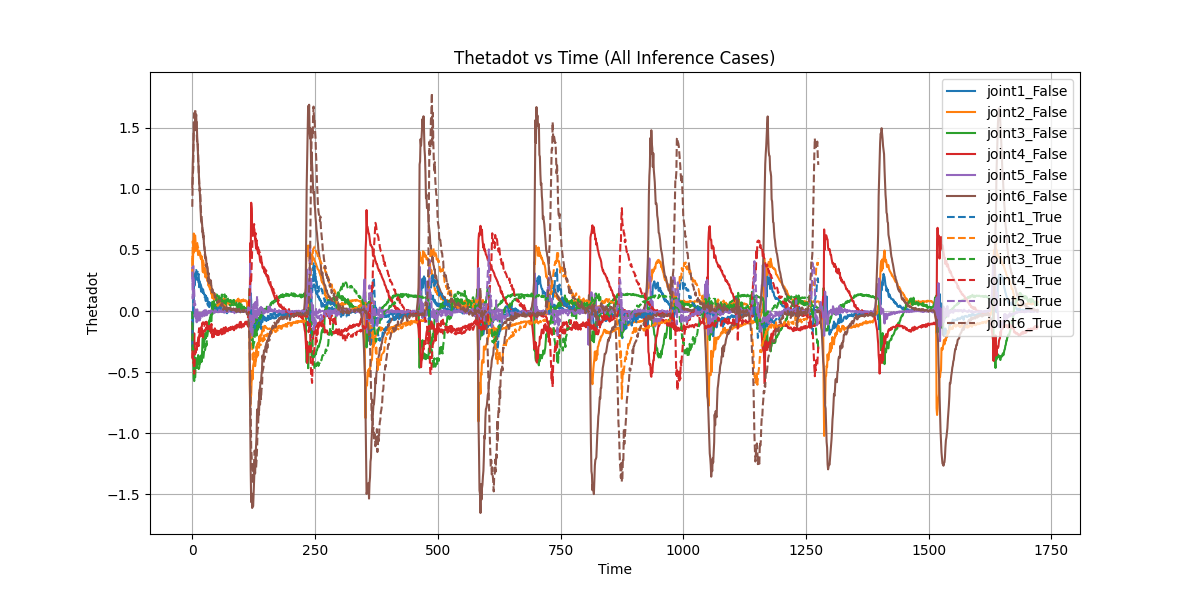 Thetadot vs Time (All Inference Cases)
Thetadot
1.5
1.0
0.5
0.0
−0.5
−1.0
−1.5
0
250
500
750
1000
1250
1500
1750
Time
joint1_False
joint2_False
joint3_False
joint4_False
joint5_False
joint6_False
joint1_True
joint2_True
joint3_True
joint4_True
joint5_True
joint6_True